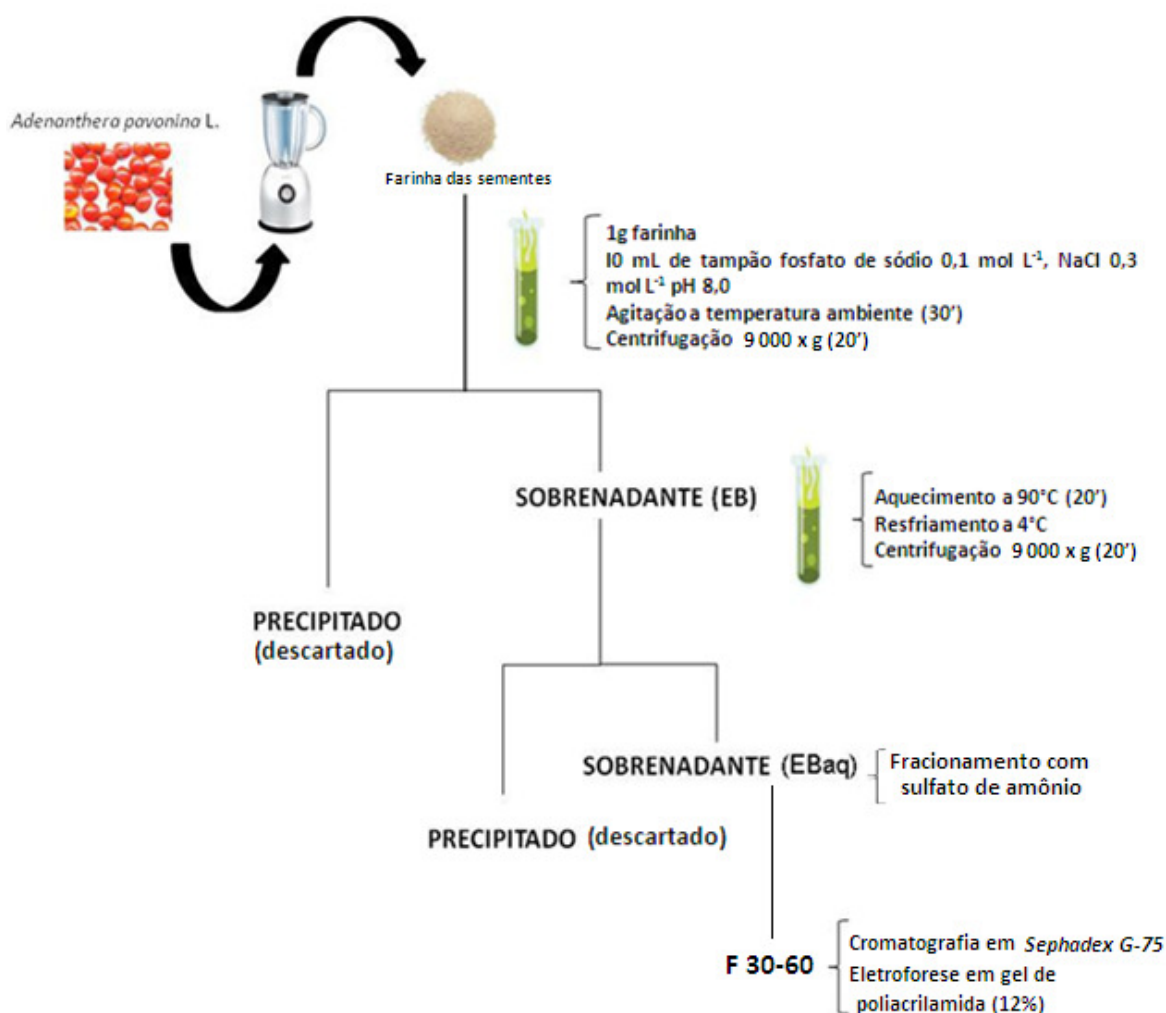 Adenanthera pavonina L.
Farinha das sementes
1g farinha
I0 mL de tampão fosfato de sódio 0,1 mol L⁻¹, NaCl 0,3
mol L⁻¹ pH 8,0
Agitação a temperatura ambiente (30’)
Centrifugação 9 000 x g (20’)
SOBRENADANTE (EB)
Aquecimento a 90°C (20’)
Resfriamento a 4°C
Centrifugação 9 000 x g (20’)
PRECIPITADO
(descartado)
SOBRENADANTE (EBaq)
Fracionamento com
sulfato de amônio
PRECIPITADO (descartado)
F 30-60
Cromatografia em Sephadex G-75
Eletroforese em gel de
poliacrilamida (12%)